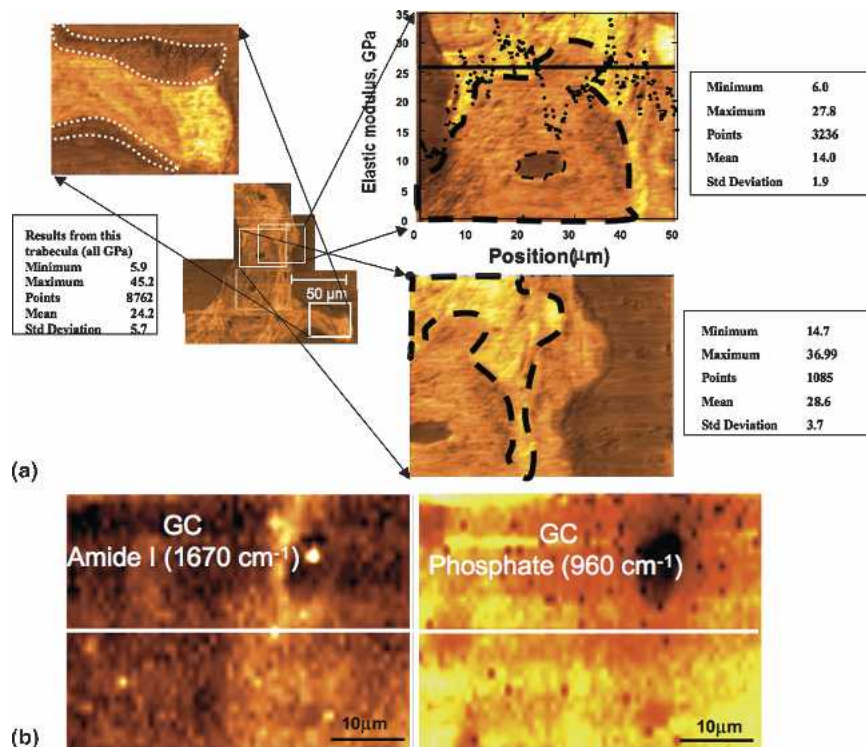 35
30
25
20
15
10
5
0
Elastic modulus, GPa
0 10 20 30 40 50
Position(μm)
Minimum 6.0
Maximum 27.8
Points 3236
Mean 14.0
Std Deviation 1.9
Results from this
trabecula (all GPa)
Minimum 5.9
Maximum 45.2
Points 8762
Mean 24.2
Std Deviation 5.7
50 μm
Minimum 14.7
Maximum 36.99
Points 1085
Mean 28.6
Std Deviation 3.7
(a)
GC
Amide I (1670 cm-1)
10μm
GC
Phosphate (960 cm-1)
10μm
(b)